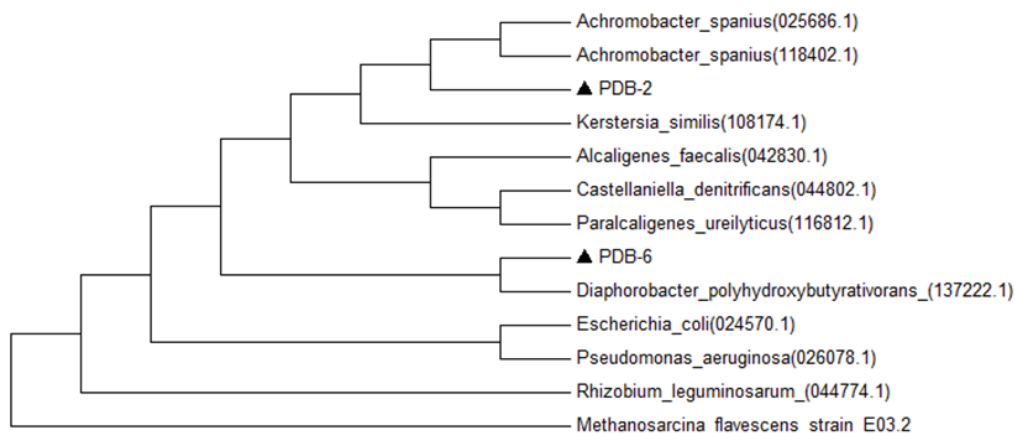 Achromobacter_spanius(025686.1)
Achromobacter_spanius(118402.1)
▲ PDB-2
Kerstersia_similis(108174.1)
Alcaligenes_faecalis(042830.1)
Castellaniella_denitrificans(044802.1)
Paralcaligenes_ureilyticus(116812.1)
▲ PDB-6
Diaphorobacter_polyhydroxybutyrativorans_(137222.1)
Escherichia_coli(024570.1)
Pseudomonas_aeruginosa(026078.1)
Rhizobium_leguminosarum_(044774.1)
Methanosarcina flavescens strain E03.2